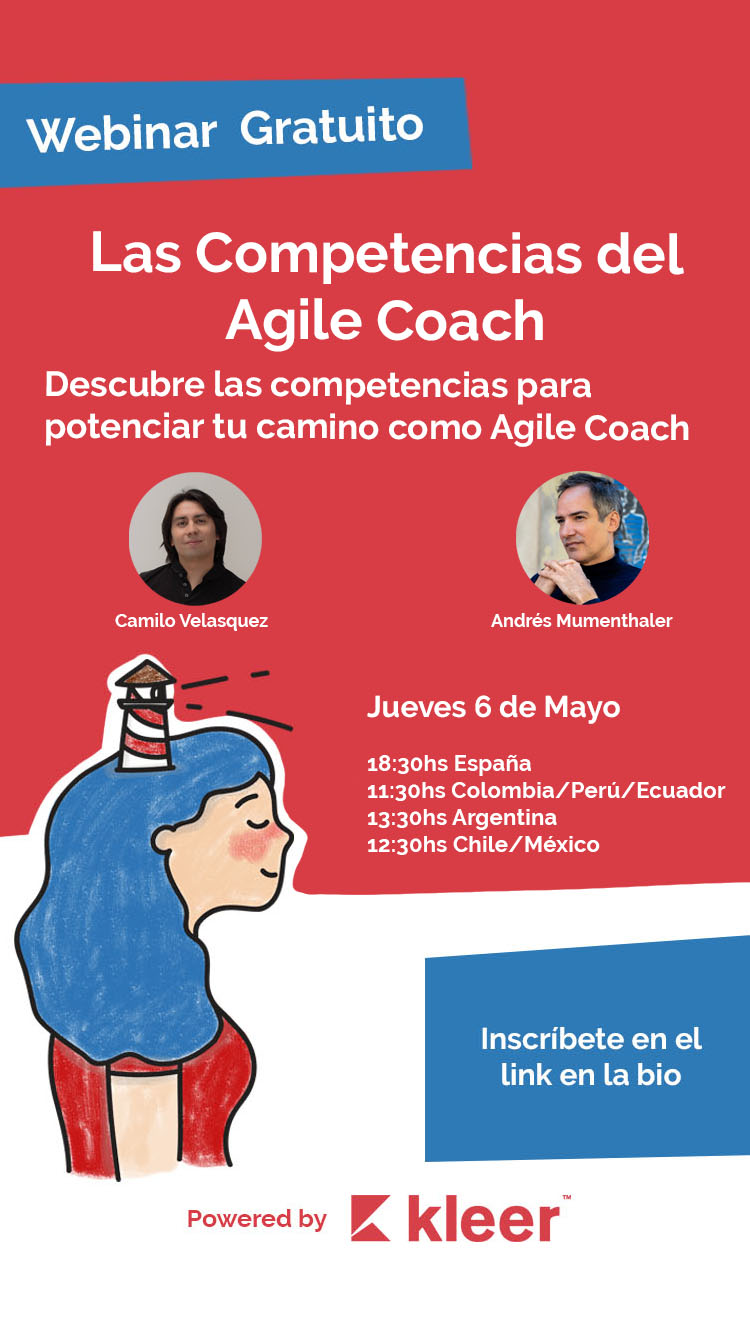 Webinar Gratuito
Las Competencias del
Agile Coach
Descubre las competencias para
potenciar tu camino como Agile Coach
Camilo Velasquez
Andrés Mumenthaler
Jueves 6 de Mayo
18:30hs España
11:30hs Colombia/Perú/Ecuador
13:30hs Argentina
12:30hs Chile/México
Inscríbete en el
link en la bio
Powered by kleer™